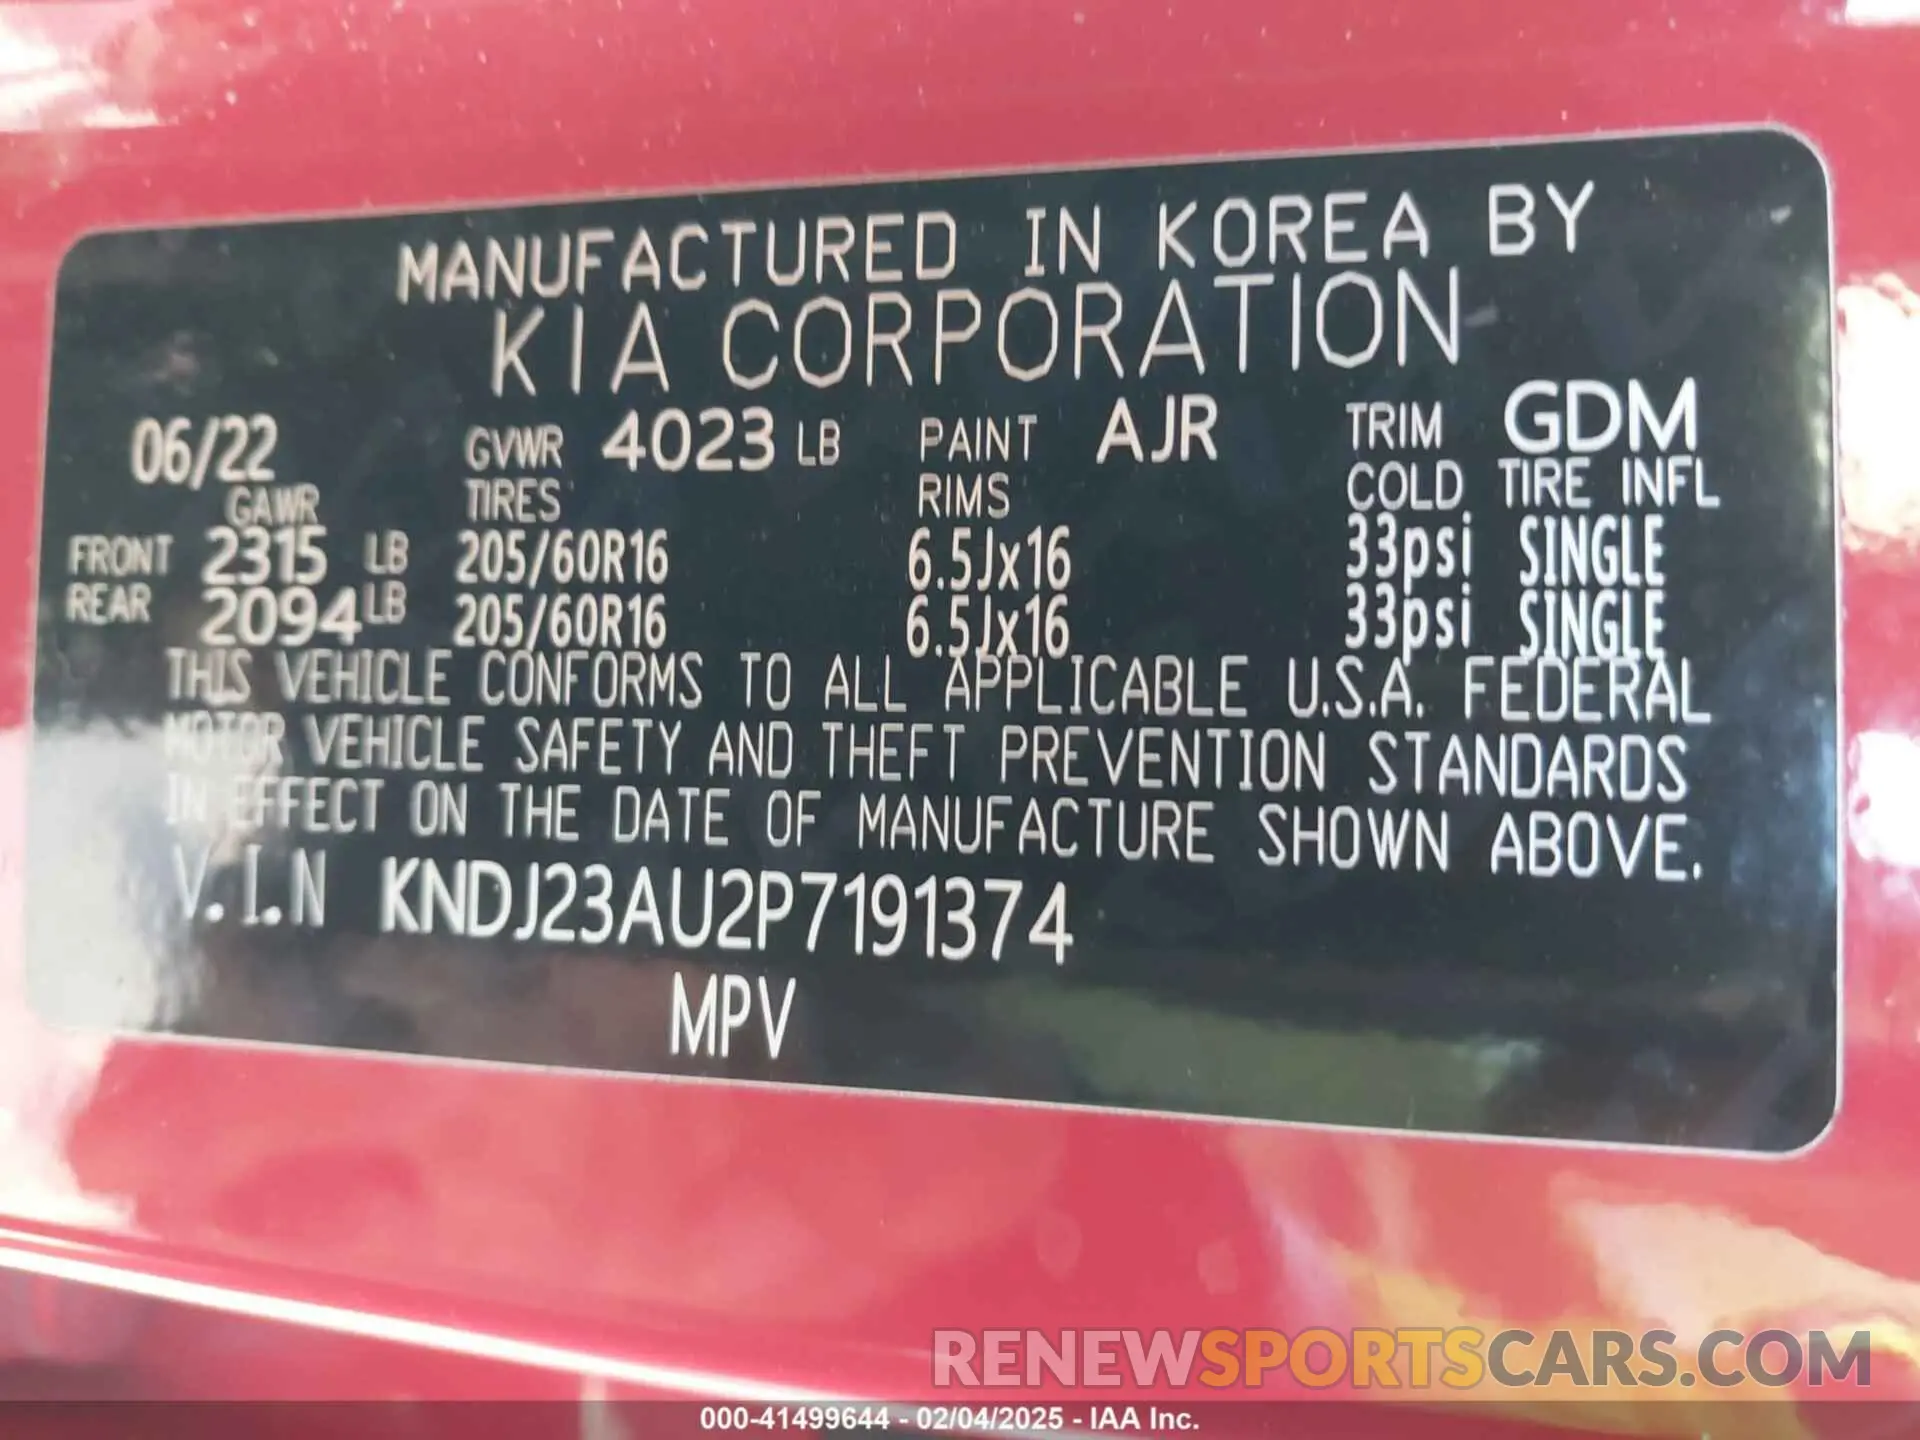 MANUFACTURED IN KOREA BY
KIA CORPORATION
06/22 GVWR 4023 LB PAINT AJR TRIM GDM
GAWR TIRES RIMS COLD TIRE INFL
FRONT 2315 LB 205/60R16 6.5Jx16 33psi SINGLE
REAR 2094 LB 205/60R16 6.5Jx16 33psi SINGLE
THIS VEHICLE CONFORMS TO ALL APPLICABLE U.S.A. FEDERAL
MOTOR VEHICLE SAFETY AND THEFT PREVENTION STANDARDS
IN EFFECT ON THE DATE OF MANUFACTURE SHOWN ABOVE.
V.I.N KNDJ23AU2P7191374
MPV
RENEWSPORTSCARS.COM
000-41499644 - 02/04/2025 - IAA Inc.